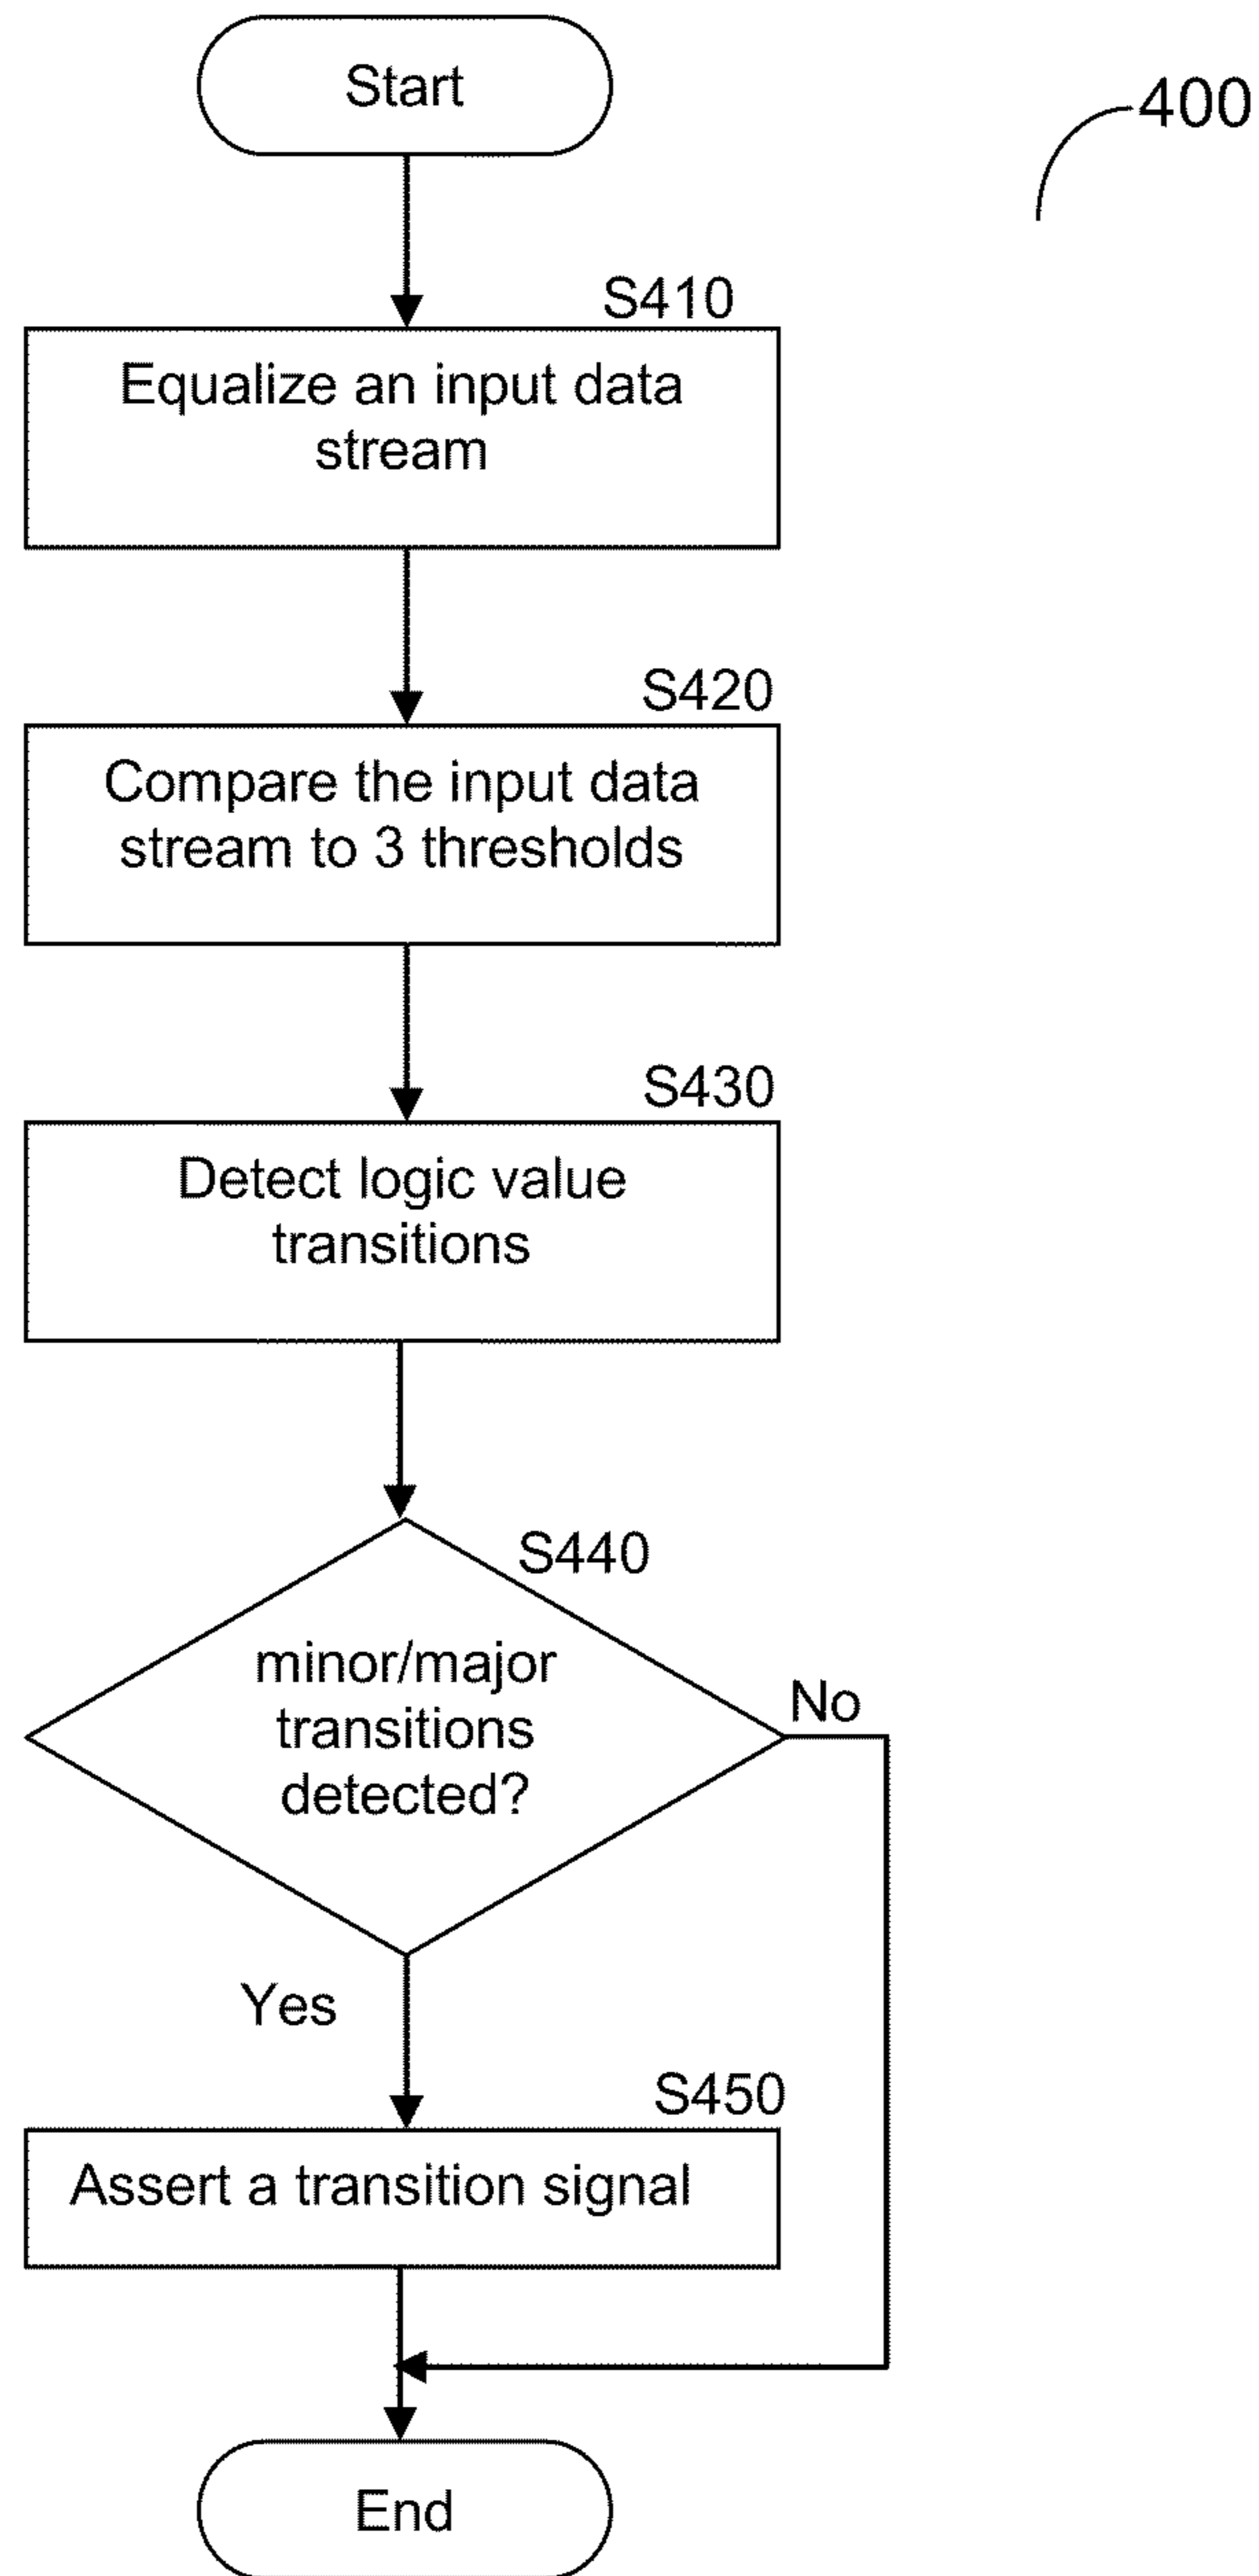 Start
400
S410
Equalize an input data
stream
S420
Compare the input data
stream to 3 thresholds
S430
Detect logic value
transitions
S440
minor/major
transitions
detected?
No
Yes
S450
Assert a transition signal
End